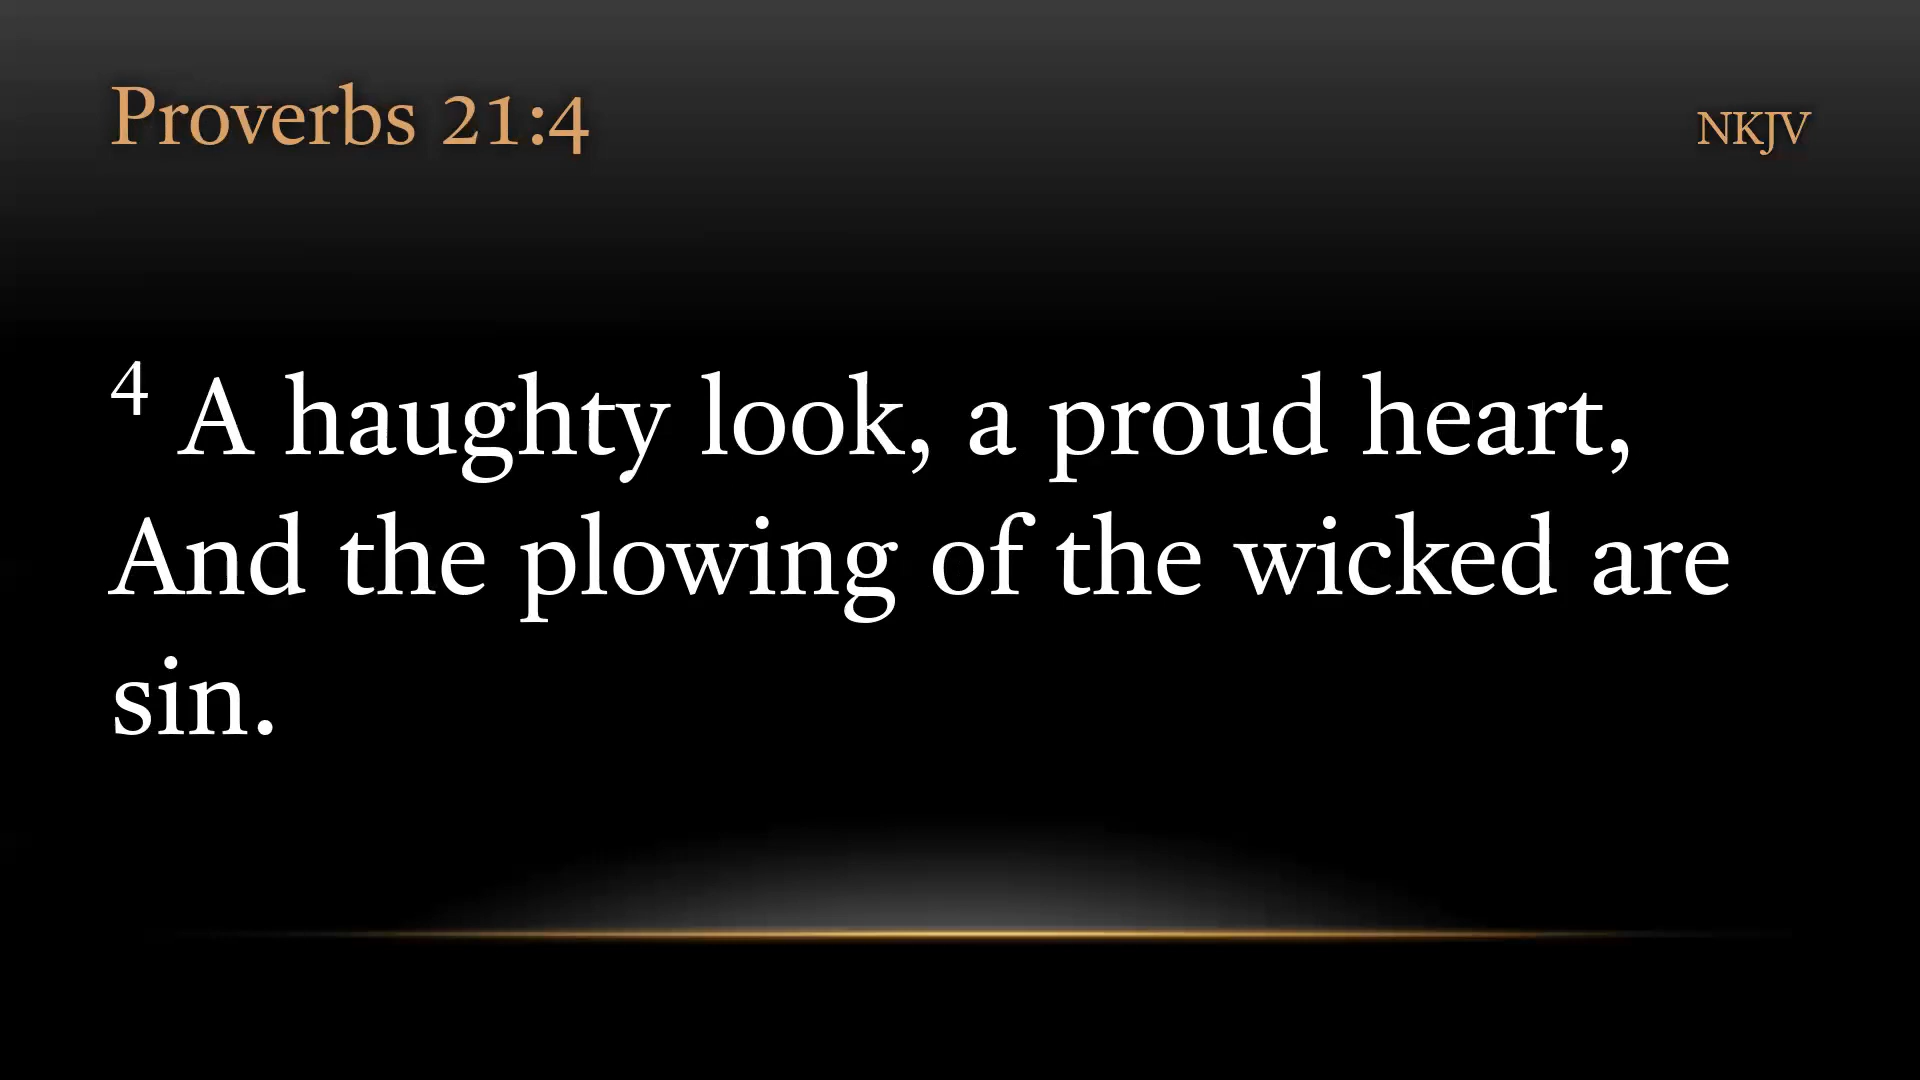 Proverbs 21:4
NKJV
4 A haughty look, a proud heart,
And the plowing of the wicked are
sin.